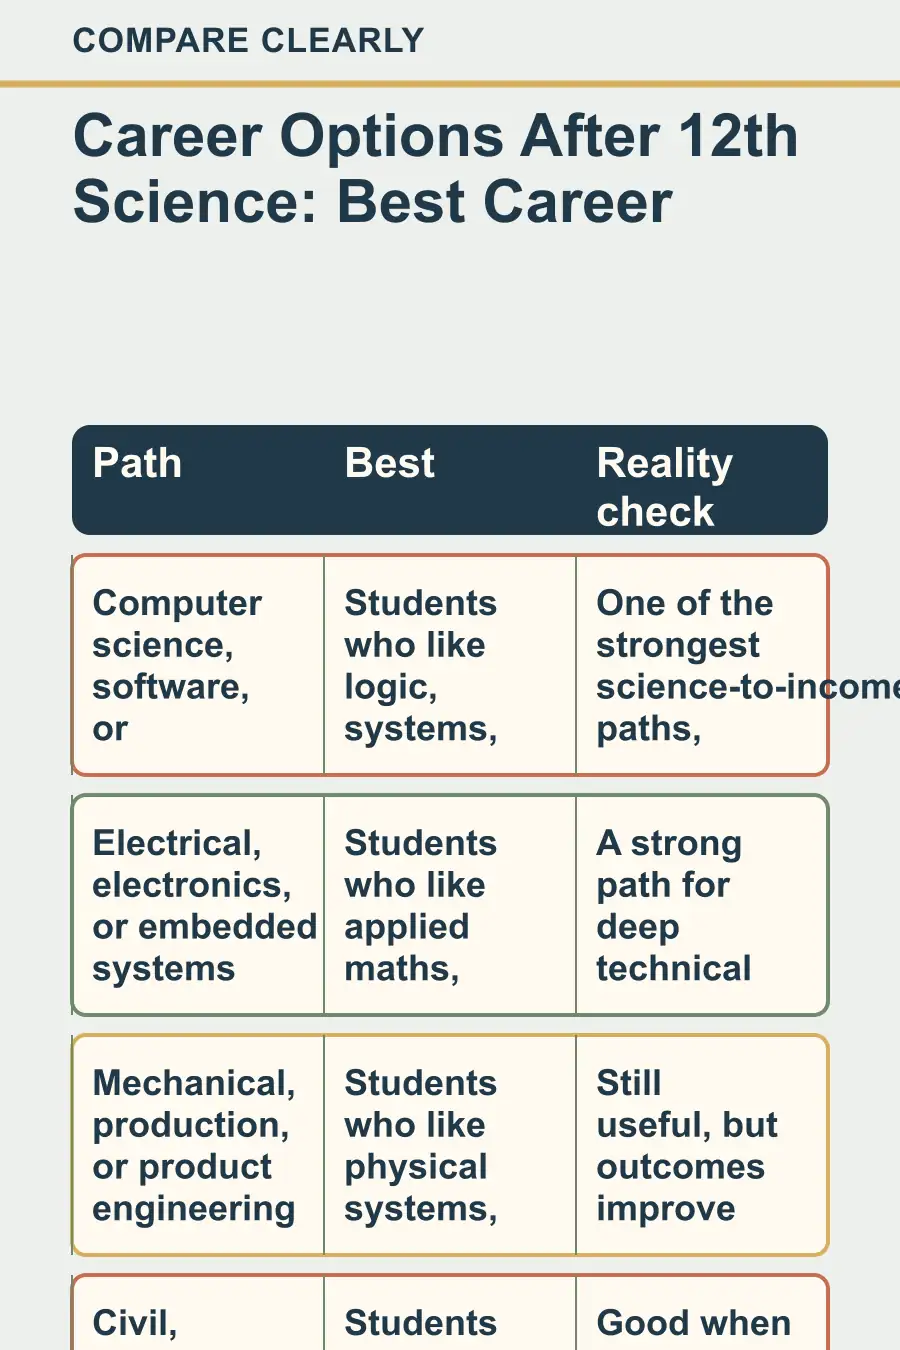 COMPARE CLEARLY
Career Options After 12th
Science: Best Career
Path
Best
Reality
check
Computer
science,
software,
or
Students
who like
logic,
systems,
One of the
strongest
science-to-income
paths,
Electrical,
electronics,
or embedded
systems
Students
who like
applied
maths,
A strong
path for
deep
technical
Mechanical,
production,
or product
engineering
Students
who like
physical
systems,
Still
useful, but
outcomes
improve
Civil,
Students
Good when